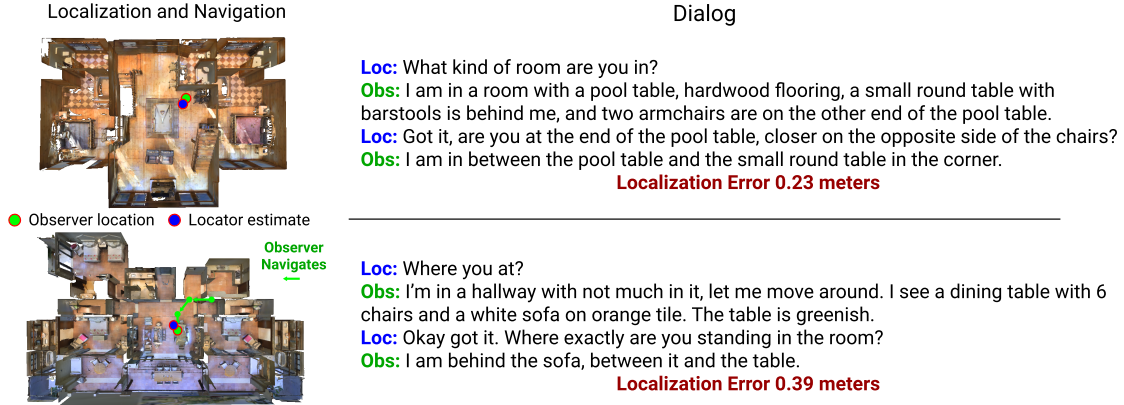 Localization and Navigation
Dialog
Loc: What kind of room are you in?
Obs: I am in a room with a pool table, hardwood flooring, a small round table with
barstools is behind me, and two armchairs are on the other end of the pool table.
Loc: Got it, are you at the end of the pool table, closer on the opposite side of the chairs?
Obs: I am in between the pool table and the small round table in the corner.
Localization Error 0.23 meters
Observer location
Locator estimate
Observer
Navigates
Loc: Where you at?
Obs: I’m in a hallway with not much in it, let me move around. I see a dining table with 6
chairs and a white sofa on orange tile. The table is greenish.
Loc: Okay got it. Where exactly are you standing in the room?
Obs: I am behind the sofa, between it and the table.
Localization Error 0.39 meters